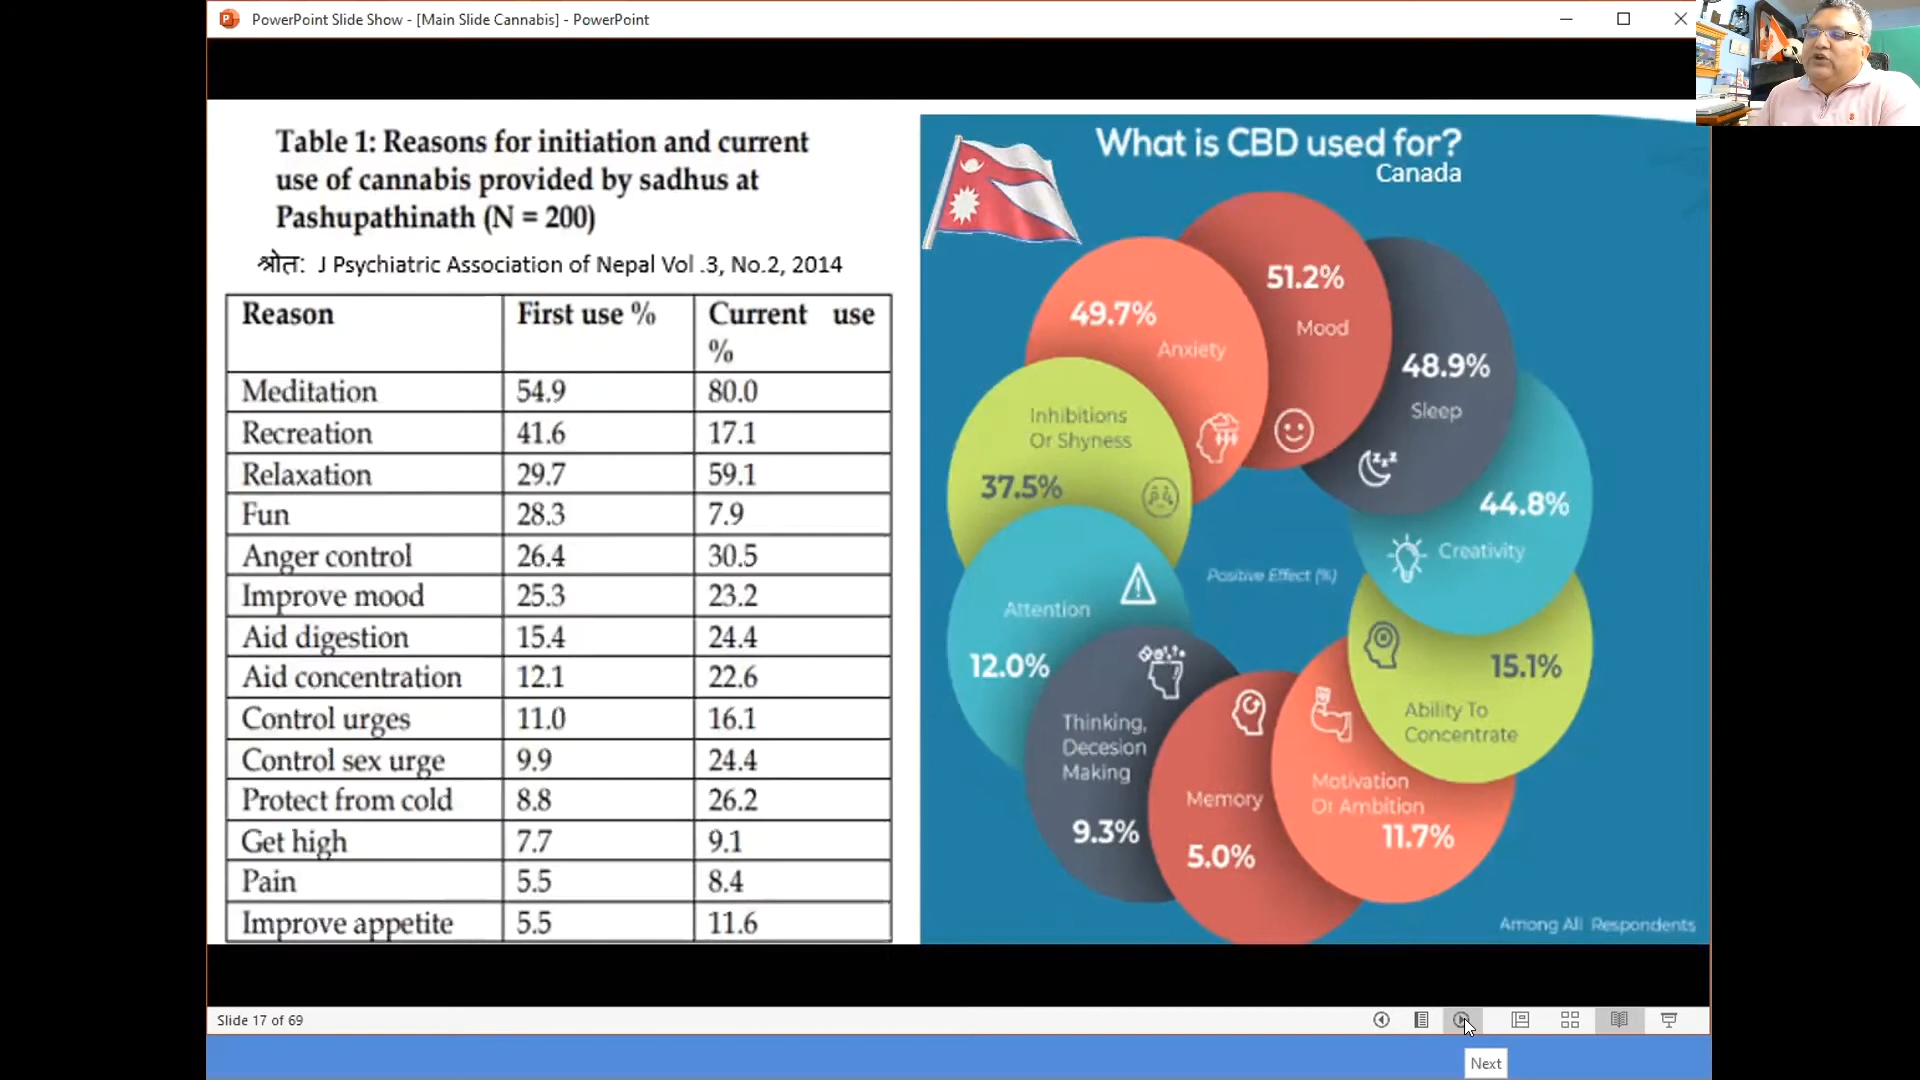 PowerPoint Slide Show - [Main Slide Cannabis] - PowerPoint
Table 1: Reasons for initiation and current
use of cannabis provided by sadhus at
Pashupathinath (N = 200)
श्रोत: J Psychiatric Association of Nepal Vol .3, No.2, 2014
Reason First use % Current use
%
Meditation 54.9 80.0
Recreation 41.6 17.1
Relaxation 29.7 59.1
Fun 28.3 7.9
Anger control 26.4 30.5
Improve mood 25.3 23.2
Aid digestion 15.4 24.4
Aid concentration 12.1 22.6
Control urges 11.0 16.1
Control sex urge 9.9 24.4
Protect from cold 8.8 26.2
Get high 7.7 9.1
Pain 5.5 8.4
Improve appetite 5.5 11.6
What is CBD used for?
Canada
51.2%
Mood
48.9%
Sleep
44.8%
Creativity
15.1%
Ability To
Concentrate
Motivation
Or Ambition
11.7%
Memory
5.0%
Thinking,
Decesion
Making
9.3%
Attention
12.0%
Inhibitions
Or Shyness
37.5%
49.7%
Anxiety
Positive Effect (%)
Among All Respondents
Slide 17 of 69
Next